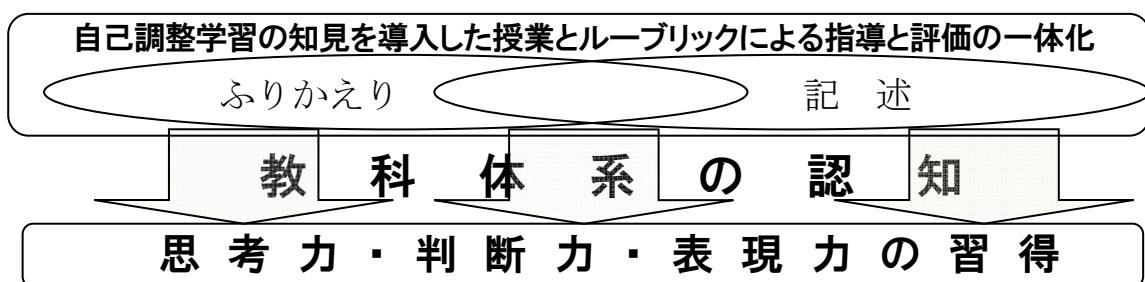 自己調整学習の知見を導入した授業とルーブリックによる指導と評価の一体化
ふりかえり 記 述
教 科 体 系 の 認 知
思 考 力 ・ 判 断 力 ・ 表 現 力 の 習 得